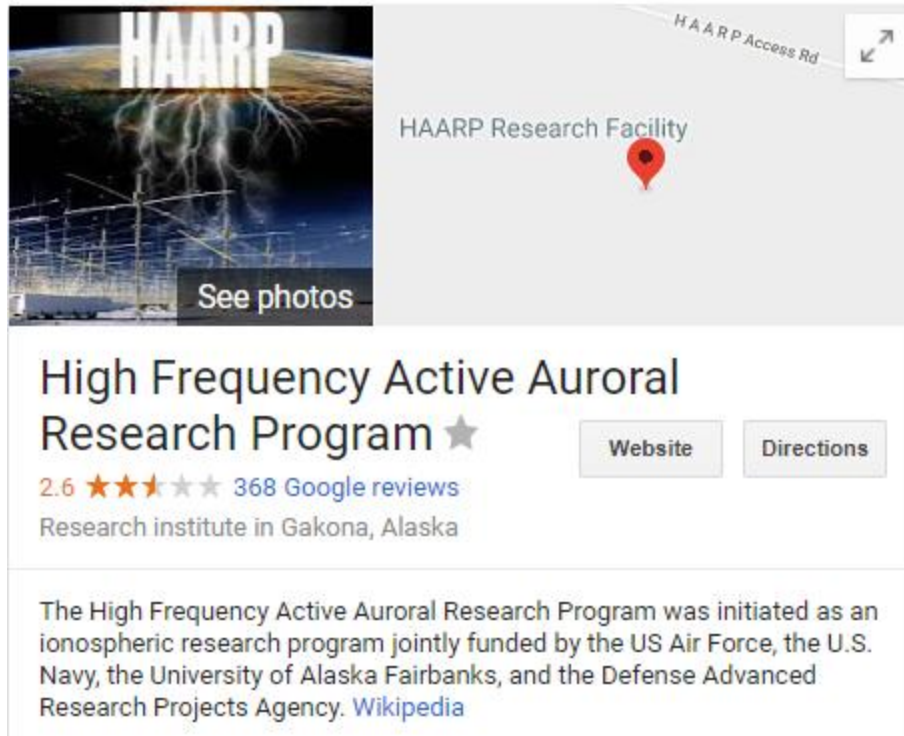 HAARP
See photos
HAARP Access Rd
HAARP Research Facility
High Frequency Active Auroral
Research Program
Website
Directions
2.6 368 Google reviews
Research institute in Gakona, Alaska
The High Frequency Active Auroral Research Program was initiated as an
ionospheric research program jointly funded by the US Air Force, the U.S.
Navy, the University of Alaska Fairbanks, and the Defense Advanced
Research Projects Agency. Wikipedia